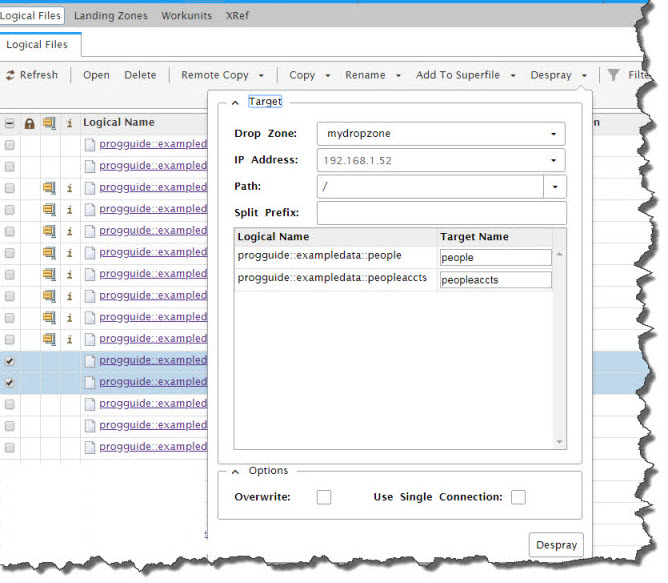 Logical Files Landing Zones Workunits XRef
Logical Files
Refresh Open Delete Remote Copy Copy Rename Add To Superfile Despray
Target
i Logical Name
Drop Zone: mydropzone
progguide::exampled
IP Address: 192.168.1.52
progguide::exampled
Path: /
i progguide::exampled
Split Prefix:
i progguide::exampled
Logical Name Target Name
i progguide::exampled
progguide::exampledata::people people
i progguide::exampled
progguide::exampledata::peopleaccts peopleaccts
i progguide::exampled
i progguide::exampled
i progguide::exampled
i progguide::exampled
progguide::exampled
progguide::exampled
progguide::exampled
progguide::exampled
progguide::exampled
Options
Overwrite: Use Single Connection:
Despray